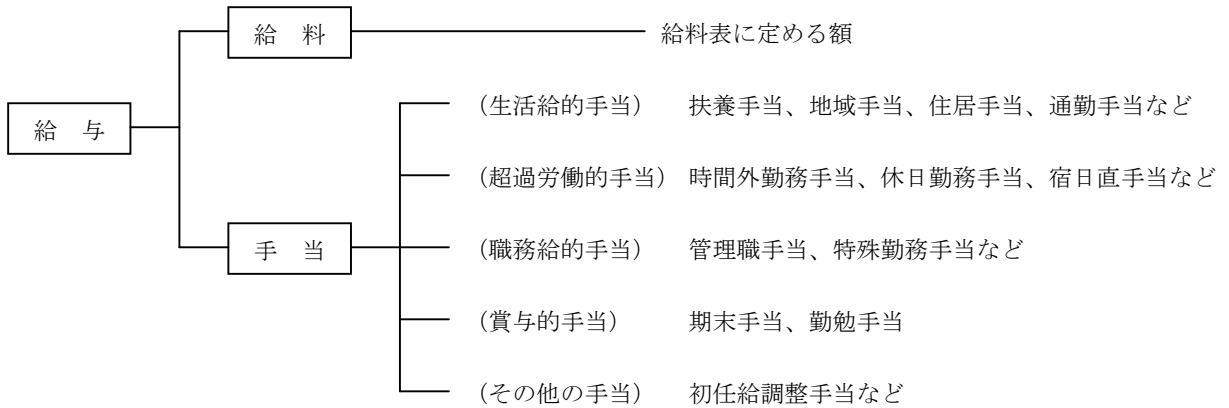 給 料 給料表に定める額
(生活給的手当) 扶養手当、地域手当、住居手当、通勤手当など
給 与
(超過労働的手当) 時間外勤務手当、休日勤務手当、宿日直手当など
手 当 (職務給的手当) 管理職手当、特殊勤務手当など
(賞与的手当) 期末手当、勤勉手当
(その他の手当) 初任給調整手当など